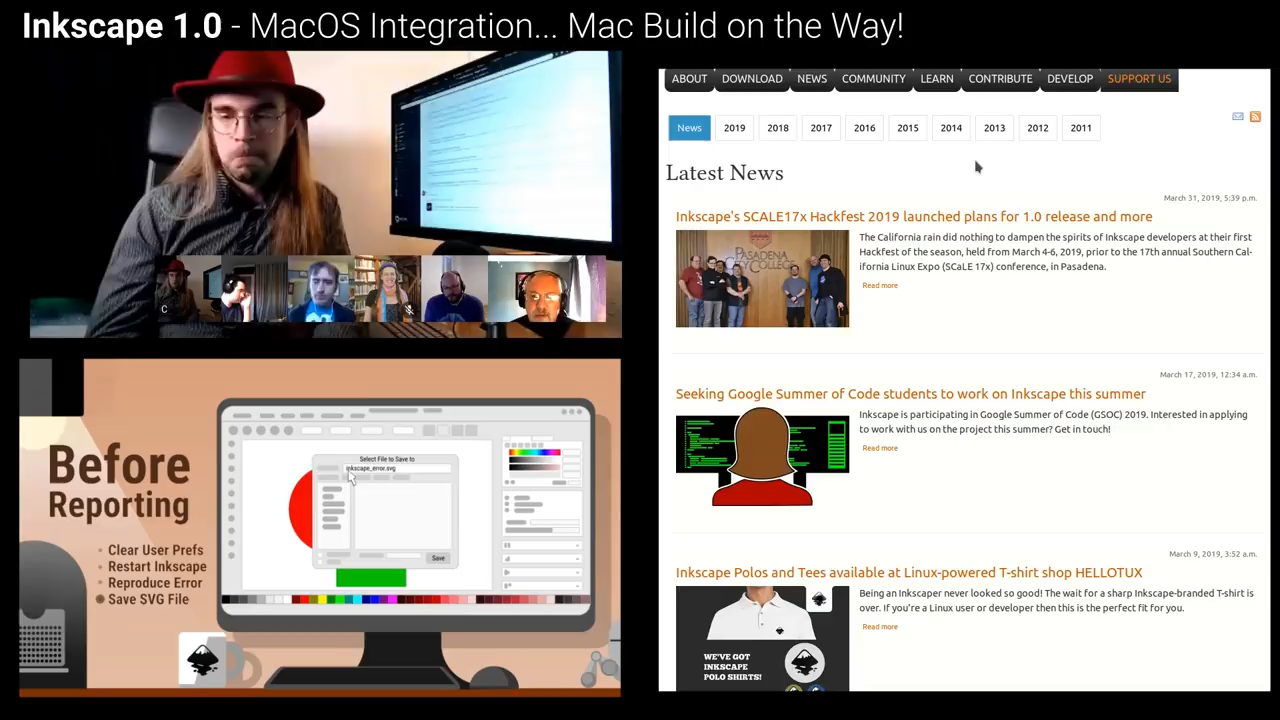 Inkscape 1.0 - MacOS Integration... Mac Build on the Way!
C
ABOUT DOWNLOAD NEWS COMMUNITY LEARN CONTRIBUTE DEVELOP SUPPORT US
News 2019 2018 2017 2016 2015 2014 2013 2012 2011
Latest News
March 31, 2019, 5:39 p.m.
Inkscape's SCALE17x Hackfest 2019 launched plans for 1.0 release and more
PASADENA
The California rain did nothing to dampen the spirits of Inkscape developers at their first
Hackfest of the season, held from March 4-6, 2019, prior to the 17th annual Southern Cal-
ifornia Linux Expo (SCaLE 17x) conference, in Pasadena.
Read more
March 17, 2019, 12:34 a.m.
Seeking Google Summer of Code students to work on Inkscape this summer
Inkscape is participating in Google Summer of Code (GSOC) 2019. Interested in applying
to work with us on the project this summer? Get in touch!
Read more
March 9, 2019, 3:52 a.m.
Inkscape Polos and Tees available at Linux-powered T-shirt shop HELLOTUX
Being an Inkscaper never looked so good! The wait for a sharp Inkscape-branded T-shirt is
over. If you're a Linux user or developer then this is the perfect fit for you.
Read more
WE'VE GOT
INKSCAPE
POLO SHIRTS!
Before
Reporting
• Clear User Prefs
• Restart Inkscape
• Reproduce Error
• Save SVG File
Select File to Save to
inkscape_error.svg
Save